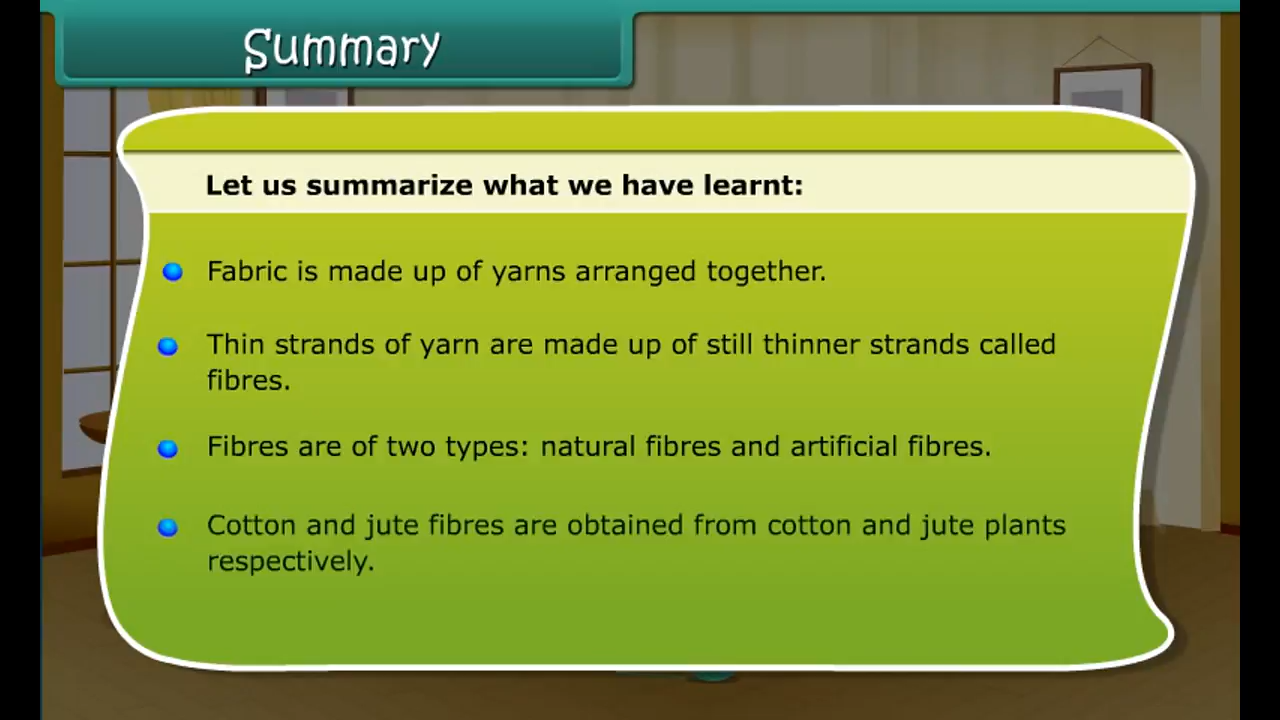 Summary
Let us summarize what we have learnt:
Fabric is made up of yarns arranged together.
Thin strands of yarn are made up of still thinner strands called
fibres.
Fibres are of two types: natural fibres and artificial fibres.
Cotton and jute fibres are obtained from cotton and jute plants
respectively.